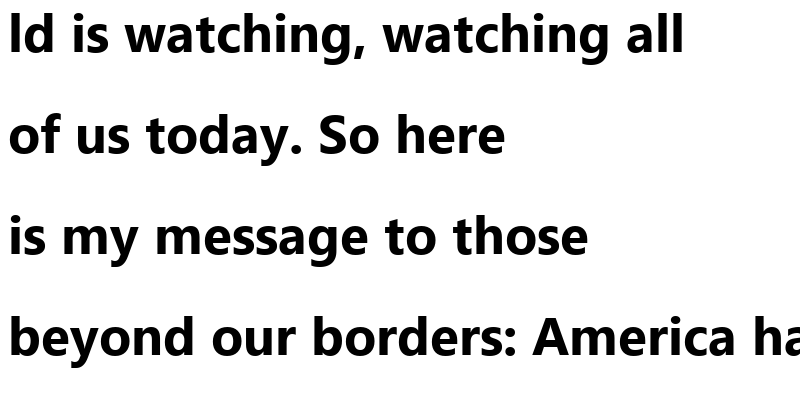 ld is watching, watching all
of us today. So here
is my message to those
beyond our borders: America ha